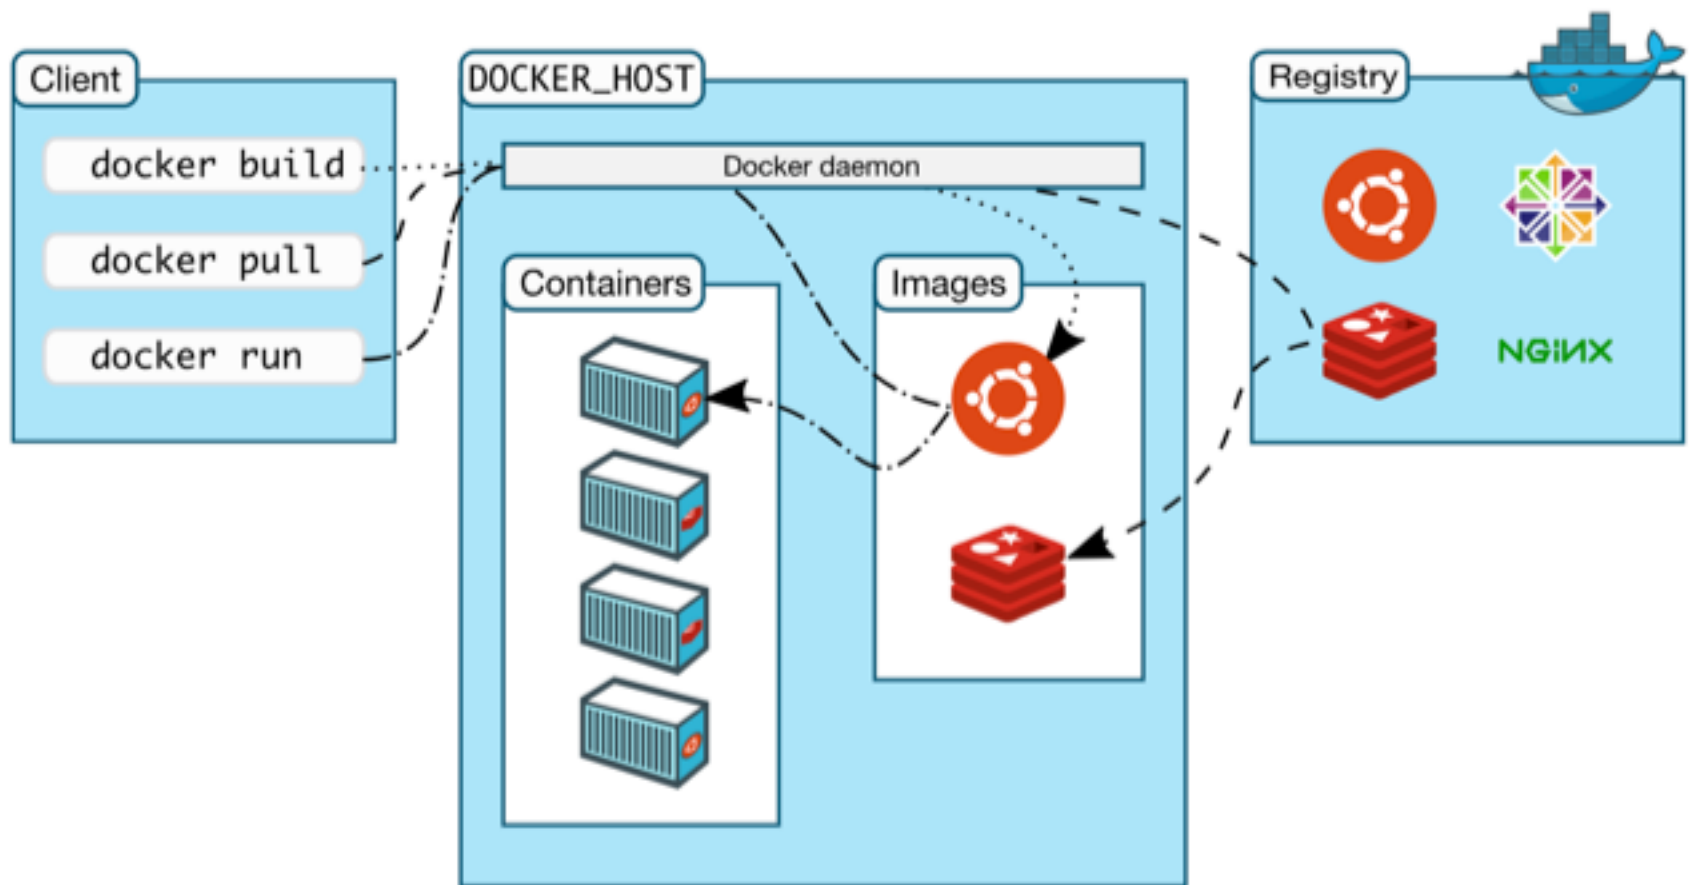 Client
docker build
docker pull
docker run
DOCKER_HOST
Docker daemon
Containers
Images
Registry
NGiNX